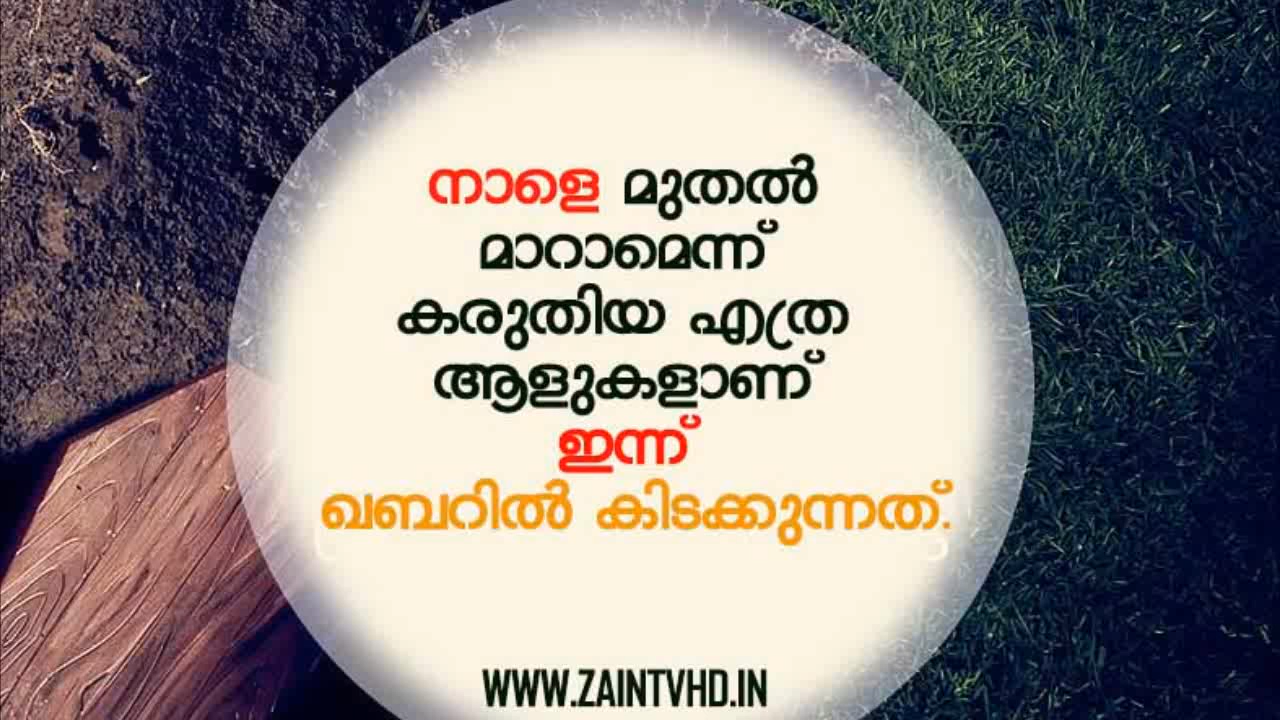 നാളെ മുതൽ
മാറാമെന്ന്
കരുതിയ എത്ര
ആളുകളാണ്
ഇന്ന്
ഖബറിൽ കിടക്കുന്നത്.
WWW.ZAINTVHD.IN